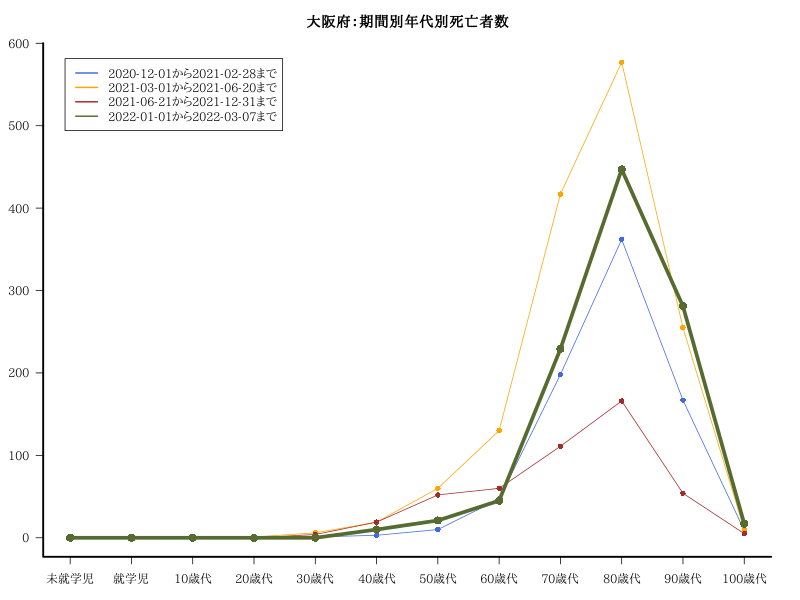 大阪府:期間別年代別死亡者数
600
500
400
300
200
100
0
2020-12-01から2021-02-28まで
2021-03-01から2021-06-20まで
2021-06-21から2021-12-31まで
2022-01-01から2022-03-07まで
未就学児 就学児 10歳代 20歳代 30歳代 40歳代 50歳代 60歳代 70歳代 80歳代 90歳代 100歳代